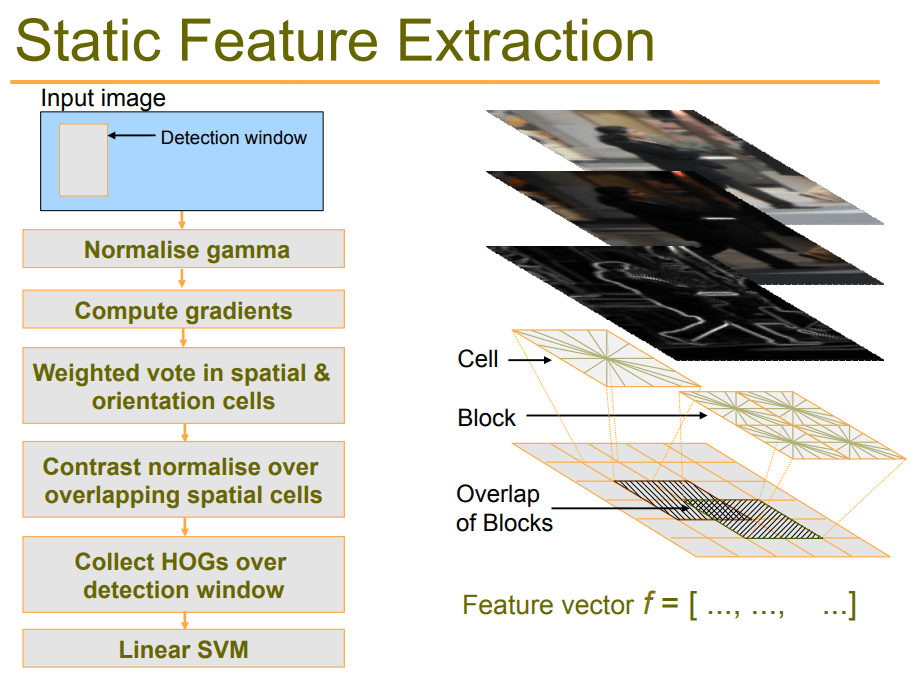 Static Feature Extraction
Input image
Detection window
Normalise gamma
Compute gradients
Weighted vote in spatial &
orientation cells
Contrast normalise over
overlapping spatial cells
Collect HOGs over
detection window
Linear SVM
Cell
Block
Overlap
of Blocks
Feature vector f = [ ..., ..., ...]